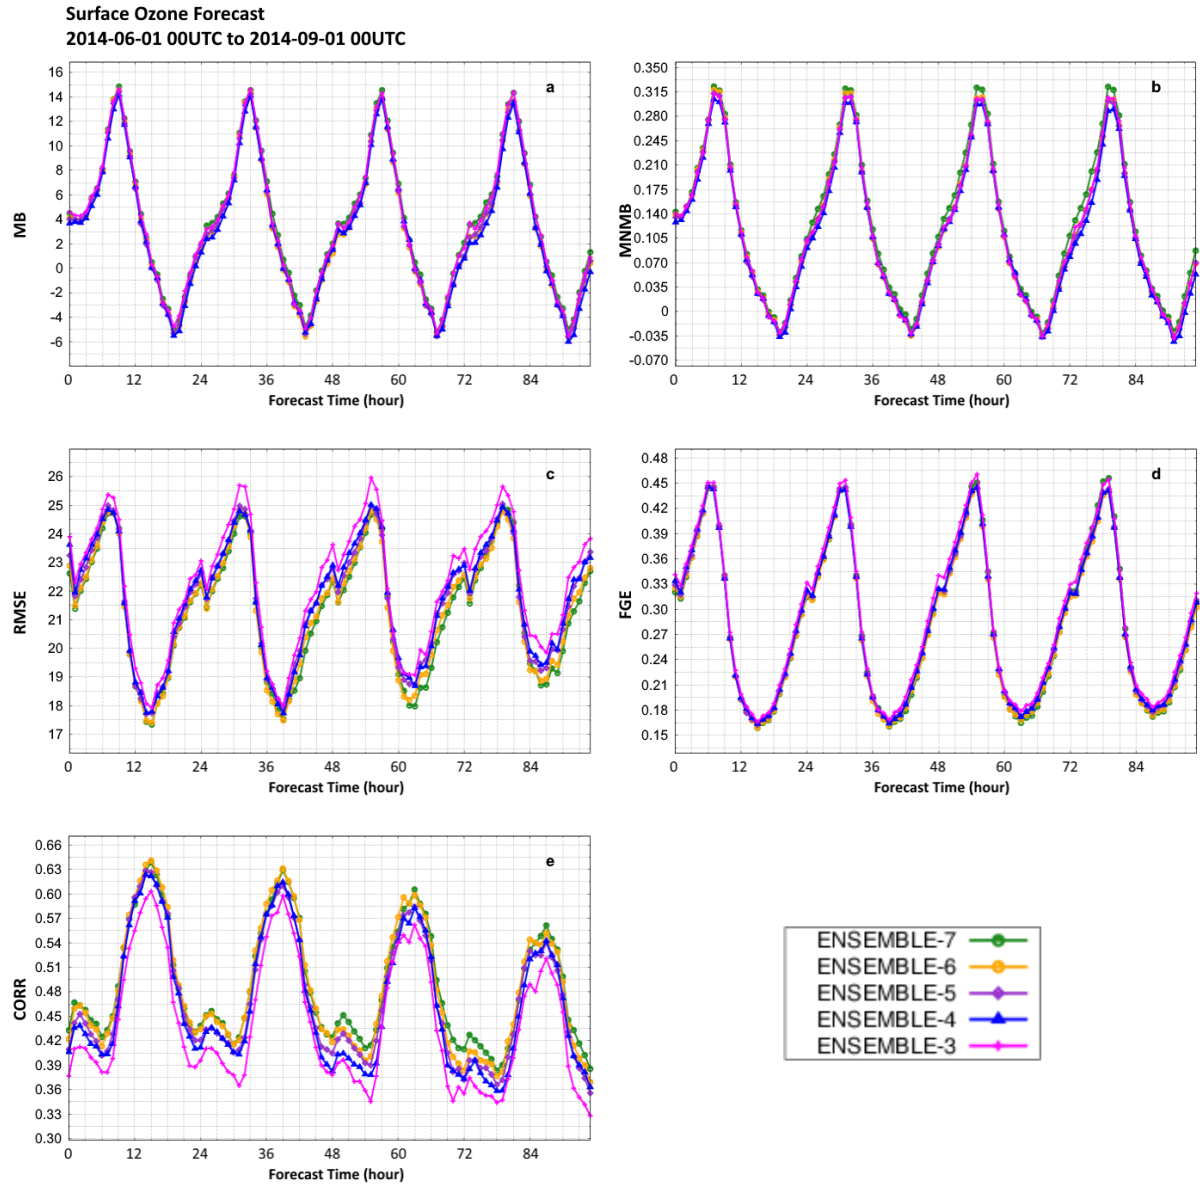 Surface Ozone Forecast
2014-06-01 00UTC to 2014-09-01 00UTC
a
MB
16
14
12
10
8
6
4
2
0
-2
-4
-6
0 12 24 36 48 60 72 84
Forecast Time (hour)
b
MNMB
0.350
0.315
0.280
0.245
0.210
0.175
0.140
0.105
0.070
0.035
0
-0.035
-0.070
0 12 24 36 48 60 72 84
Forecast Time (hour)
c
RMSE
26
25
24
23
22
21
20
19
18
17
0 12 24 36 48 60 72 84
Forecast Time (hour)
d
FGE
0.48
0.45
0.42
0.39
0.36
0.33
0.30
0.27
0.24
0.21
0.18
0.15
0 12 24 36 48 60 72 84
Forecast Time (hour)
e
CORR
0.66
0.63
0.60
0.57
0.54
0.51
0.48
0.45
0.42
0.39
0.36
0.33
0.30
0 12 24 36 48 60 72 84
Forecast Time (hour)
ENSEMBLE-7
ENSEMBLE-6
ENSEMBLE-5
ENSEMBLE-4
ENSEMBLE-3